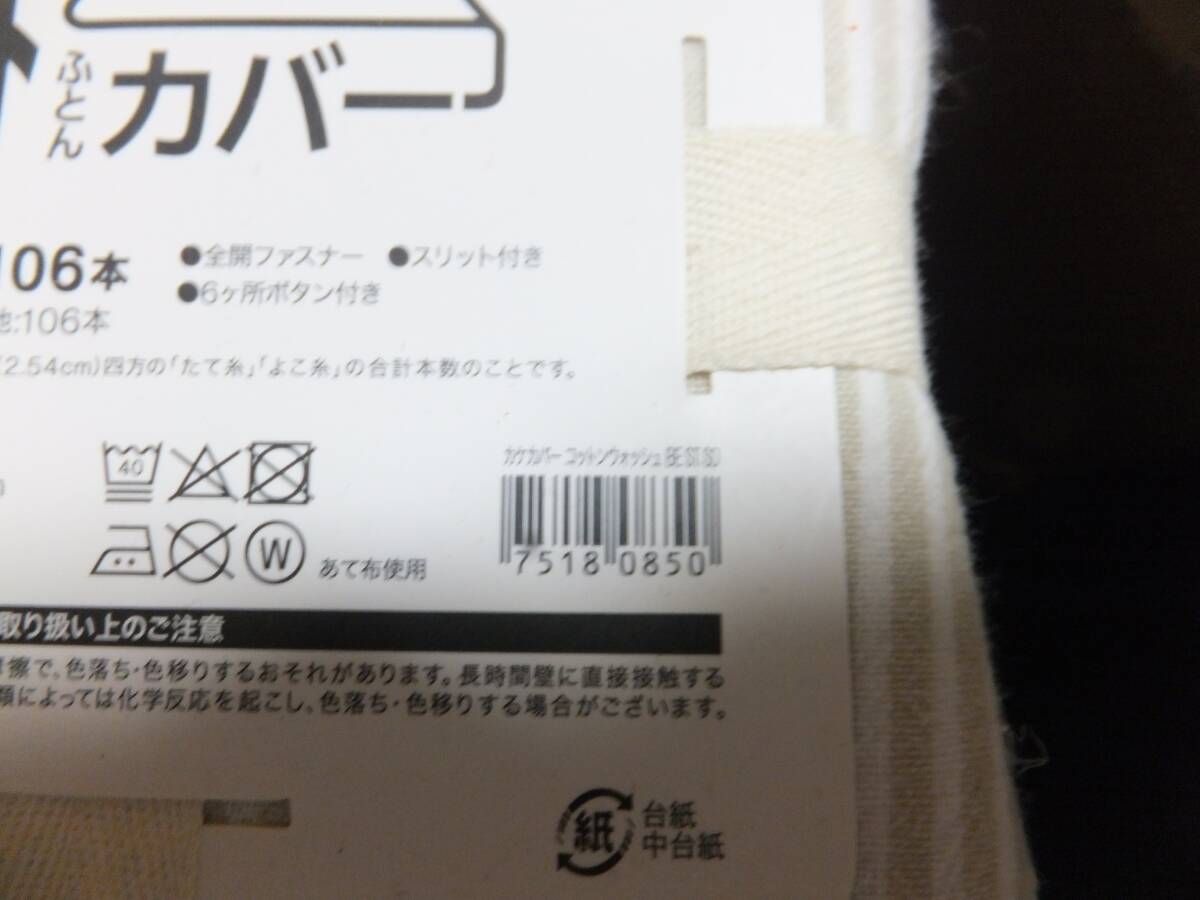 ふとん
カバー
106本
●全開ファスナー ●スリット付き
●6ヶ所ボタン付き
地:106本
(2.54cm)四方の「たて糸」「よこ糸」の合計本数のことです。
40
カケカバー コットンウォッシュ BE ST SD
W
あて布使用
7518 0850
取り扱い上のご注意
擦で、色落ち・色移りするおそれがあります。長時間壁に直接接触する
類によっては化学反応を起こし、色落ち・色移りする場合がございます。
紙
台紙
中台紙